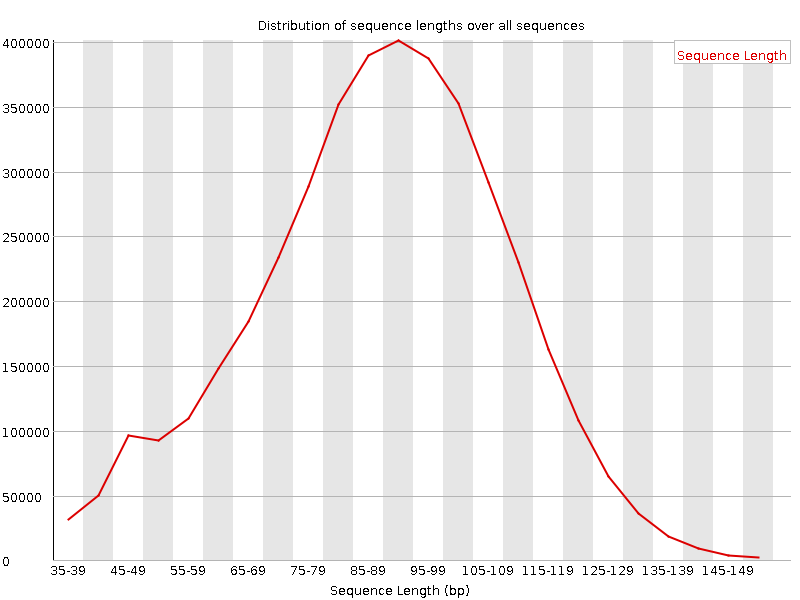 Distribution of sequence lengths over all sequences
Sequence Length
400000
350000
300000
250000
200000
150000
100000
50000
0
35-39 45-49 55-59 65-69 75-79 85-89 95-99 105-109 115-119 125-129 135-139 145-149
Sequence Length (bp)